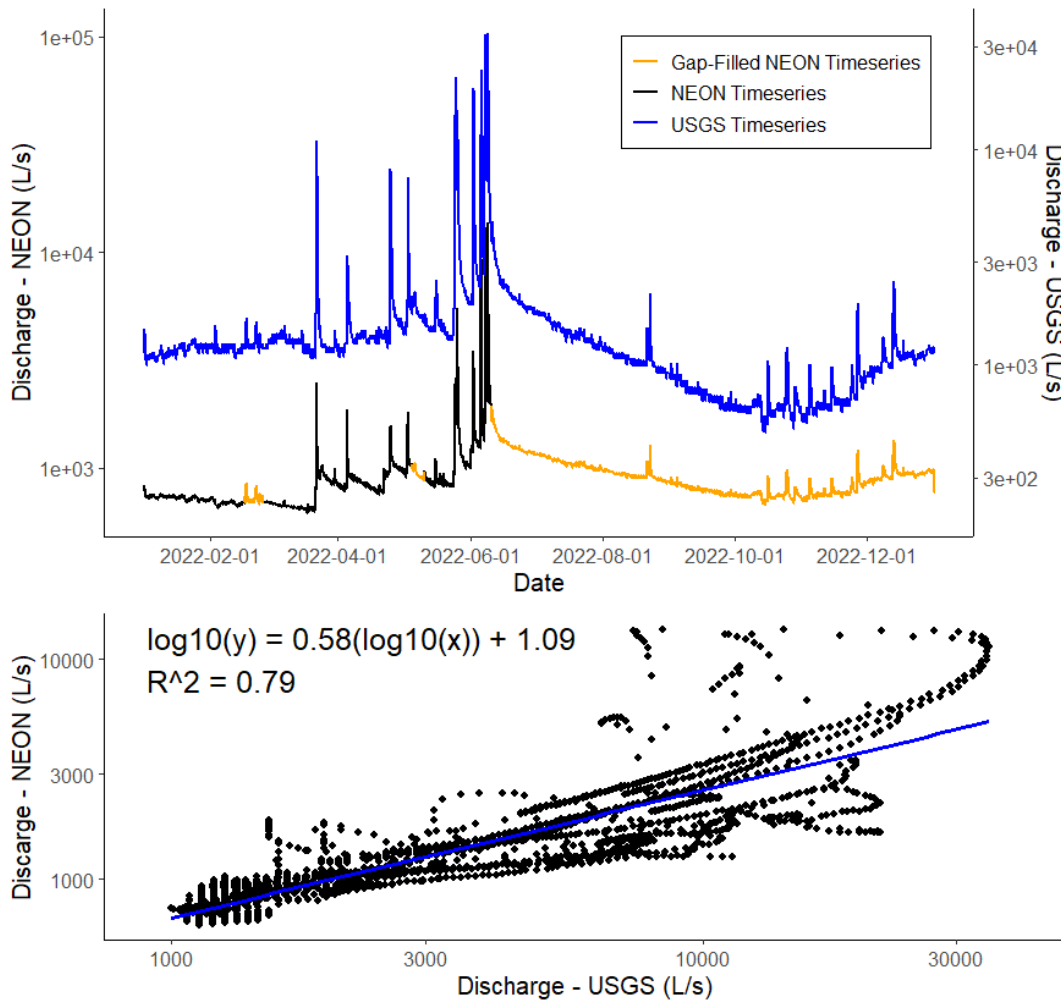 1e+05
1e+04
1e+03
Discharge - NEON (L/s)
Gap-Filled NEON Timeseries
NEON Timeseries
USGS Timeseries
3e+04
1e+04
3e+03
1e+03
3e+02
Discharge - USGS (L/s)
2022-02-01 2022-04-01 2022-06-01 2022-08-01 2022-10-01 2022-12-01
Date
log10(y) = 0.58(log10(x)) + 1.09
R^2 = 0.79
10000
3000
1000
Discarge - NEON (L/s)
1000 3000 10000 30000
Discharge - USGS (L/s)